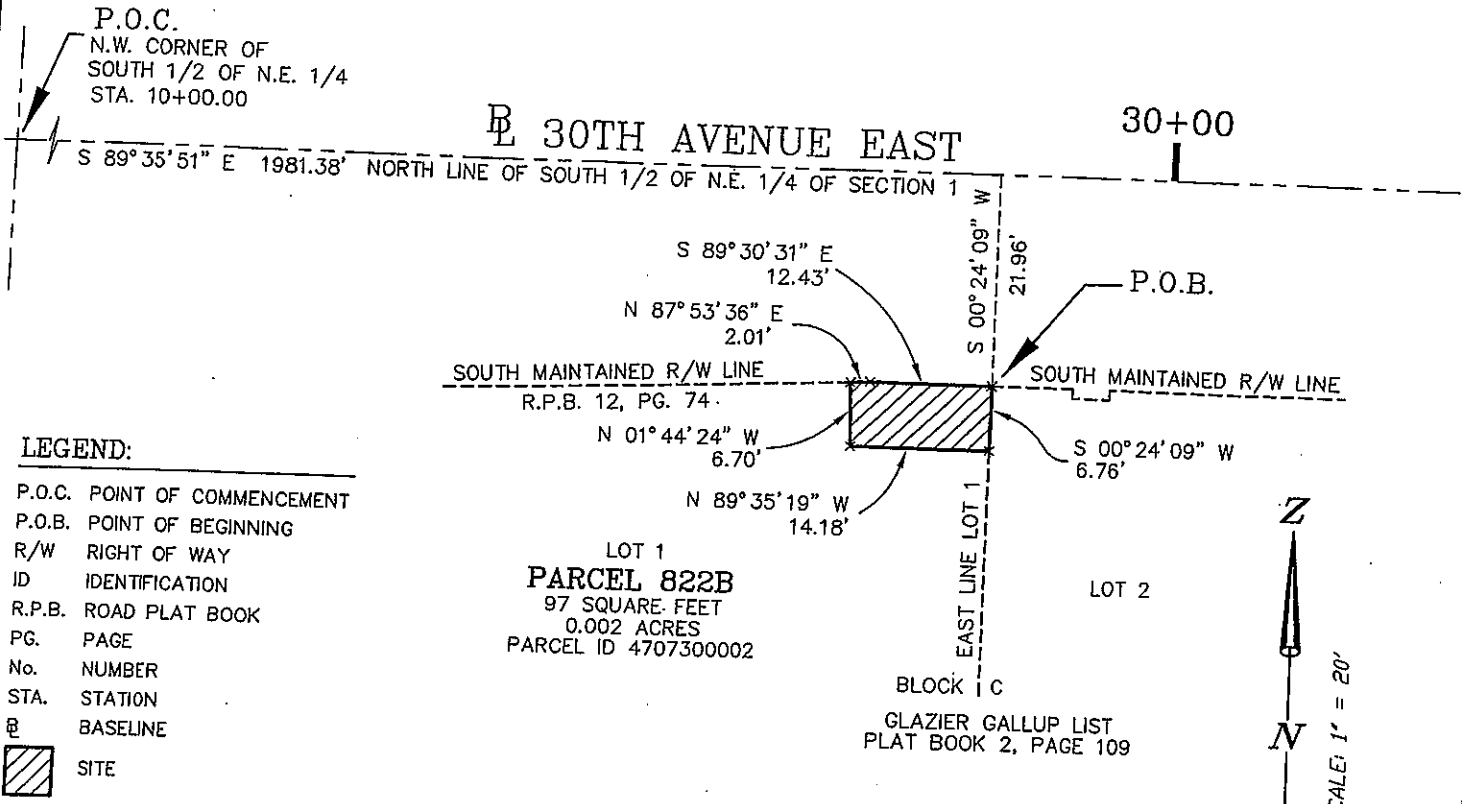 P.O.C.
N.W. CORNER OF
SOUTH 1/2 OF N.E. 1/4
STA. 10+00.00
BL 30TH AVENUE EAST
30+00
S 89°35'51" E 1981.38' NORTH LINE OF SOUTH 1/2 OF N.E. 1/4 OF SECTION 1
S 00°24'09" W
21.96'
S 89°30'31" E
12.43'
P.O.B.
N 87°53'36" E
2.01'
SOUTH MAINTAINED R/W LINE
SOUTH MAINTAINED R/W LINE
R.P.B. 12, PG. 74
N 01°44'24" W
6.70'
S 00°24'09" W
6.76'
N 89°35'19" W
14.18'
LEGEND:
P.O.C. POINT OF COMMENCEMENT
P.O.B. POINT OF BEGINNING
R/W RIGHT OF WAY
ID IDENTIFICATION
R.P.B. ROAD PLAT BOOK
PG. PAGE
No. NUMBER
STA. STATION
BL BASELINE
SITE
LOT 1
PARCEL 822B
97 SQUARE FEET
0.002 ACRES
PARCEL ID 4707300002
EAST LINE LOT 1
LOT 2
BLOCK C
GLAZIER GALLUP LIST
PLAT BOOK 2, PAGE 109
Z
N
CALE: 1" = 20'